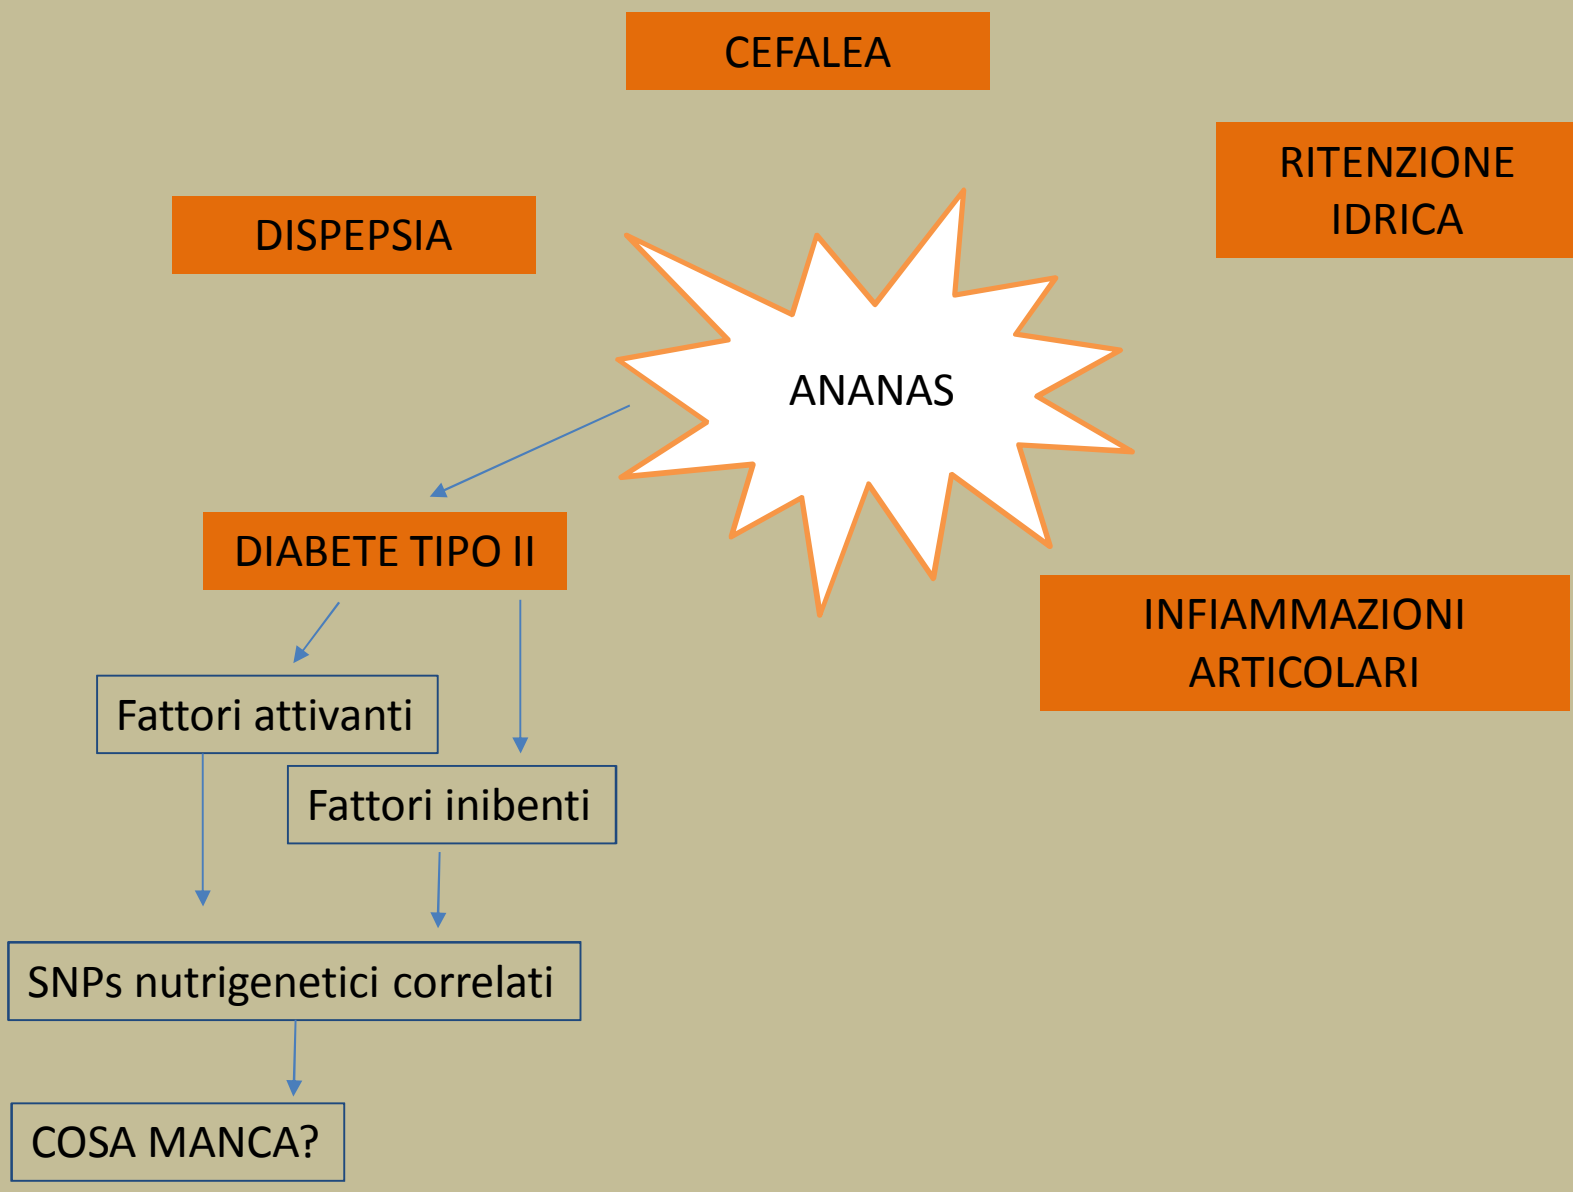 CEFALEA
RITENZIONE
IDRICA
DISPEPSIA
ANANAS
DIABETE TIPO II
INFIAMMAZIONI
ARTICOLARI
Fattori attivanti
Fattori inibenti
SNPs nutrigenetici correlati
COSA MANCA?